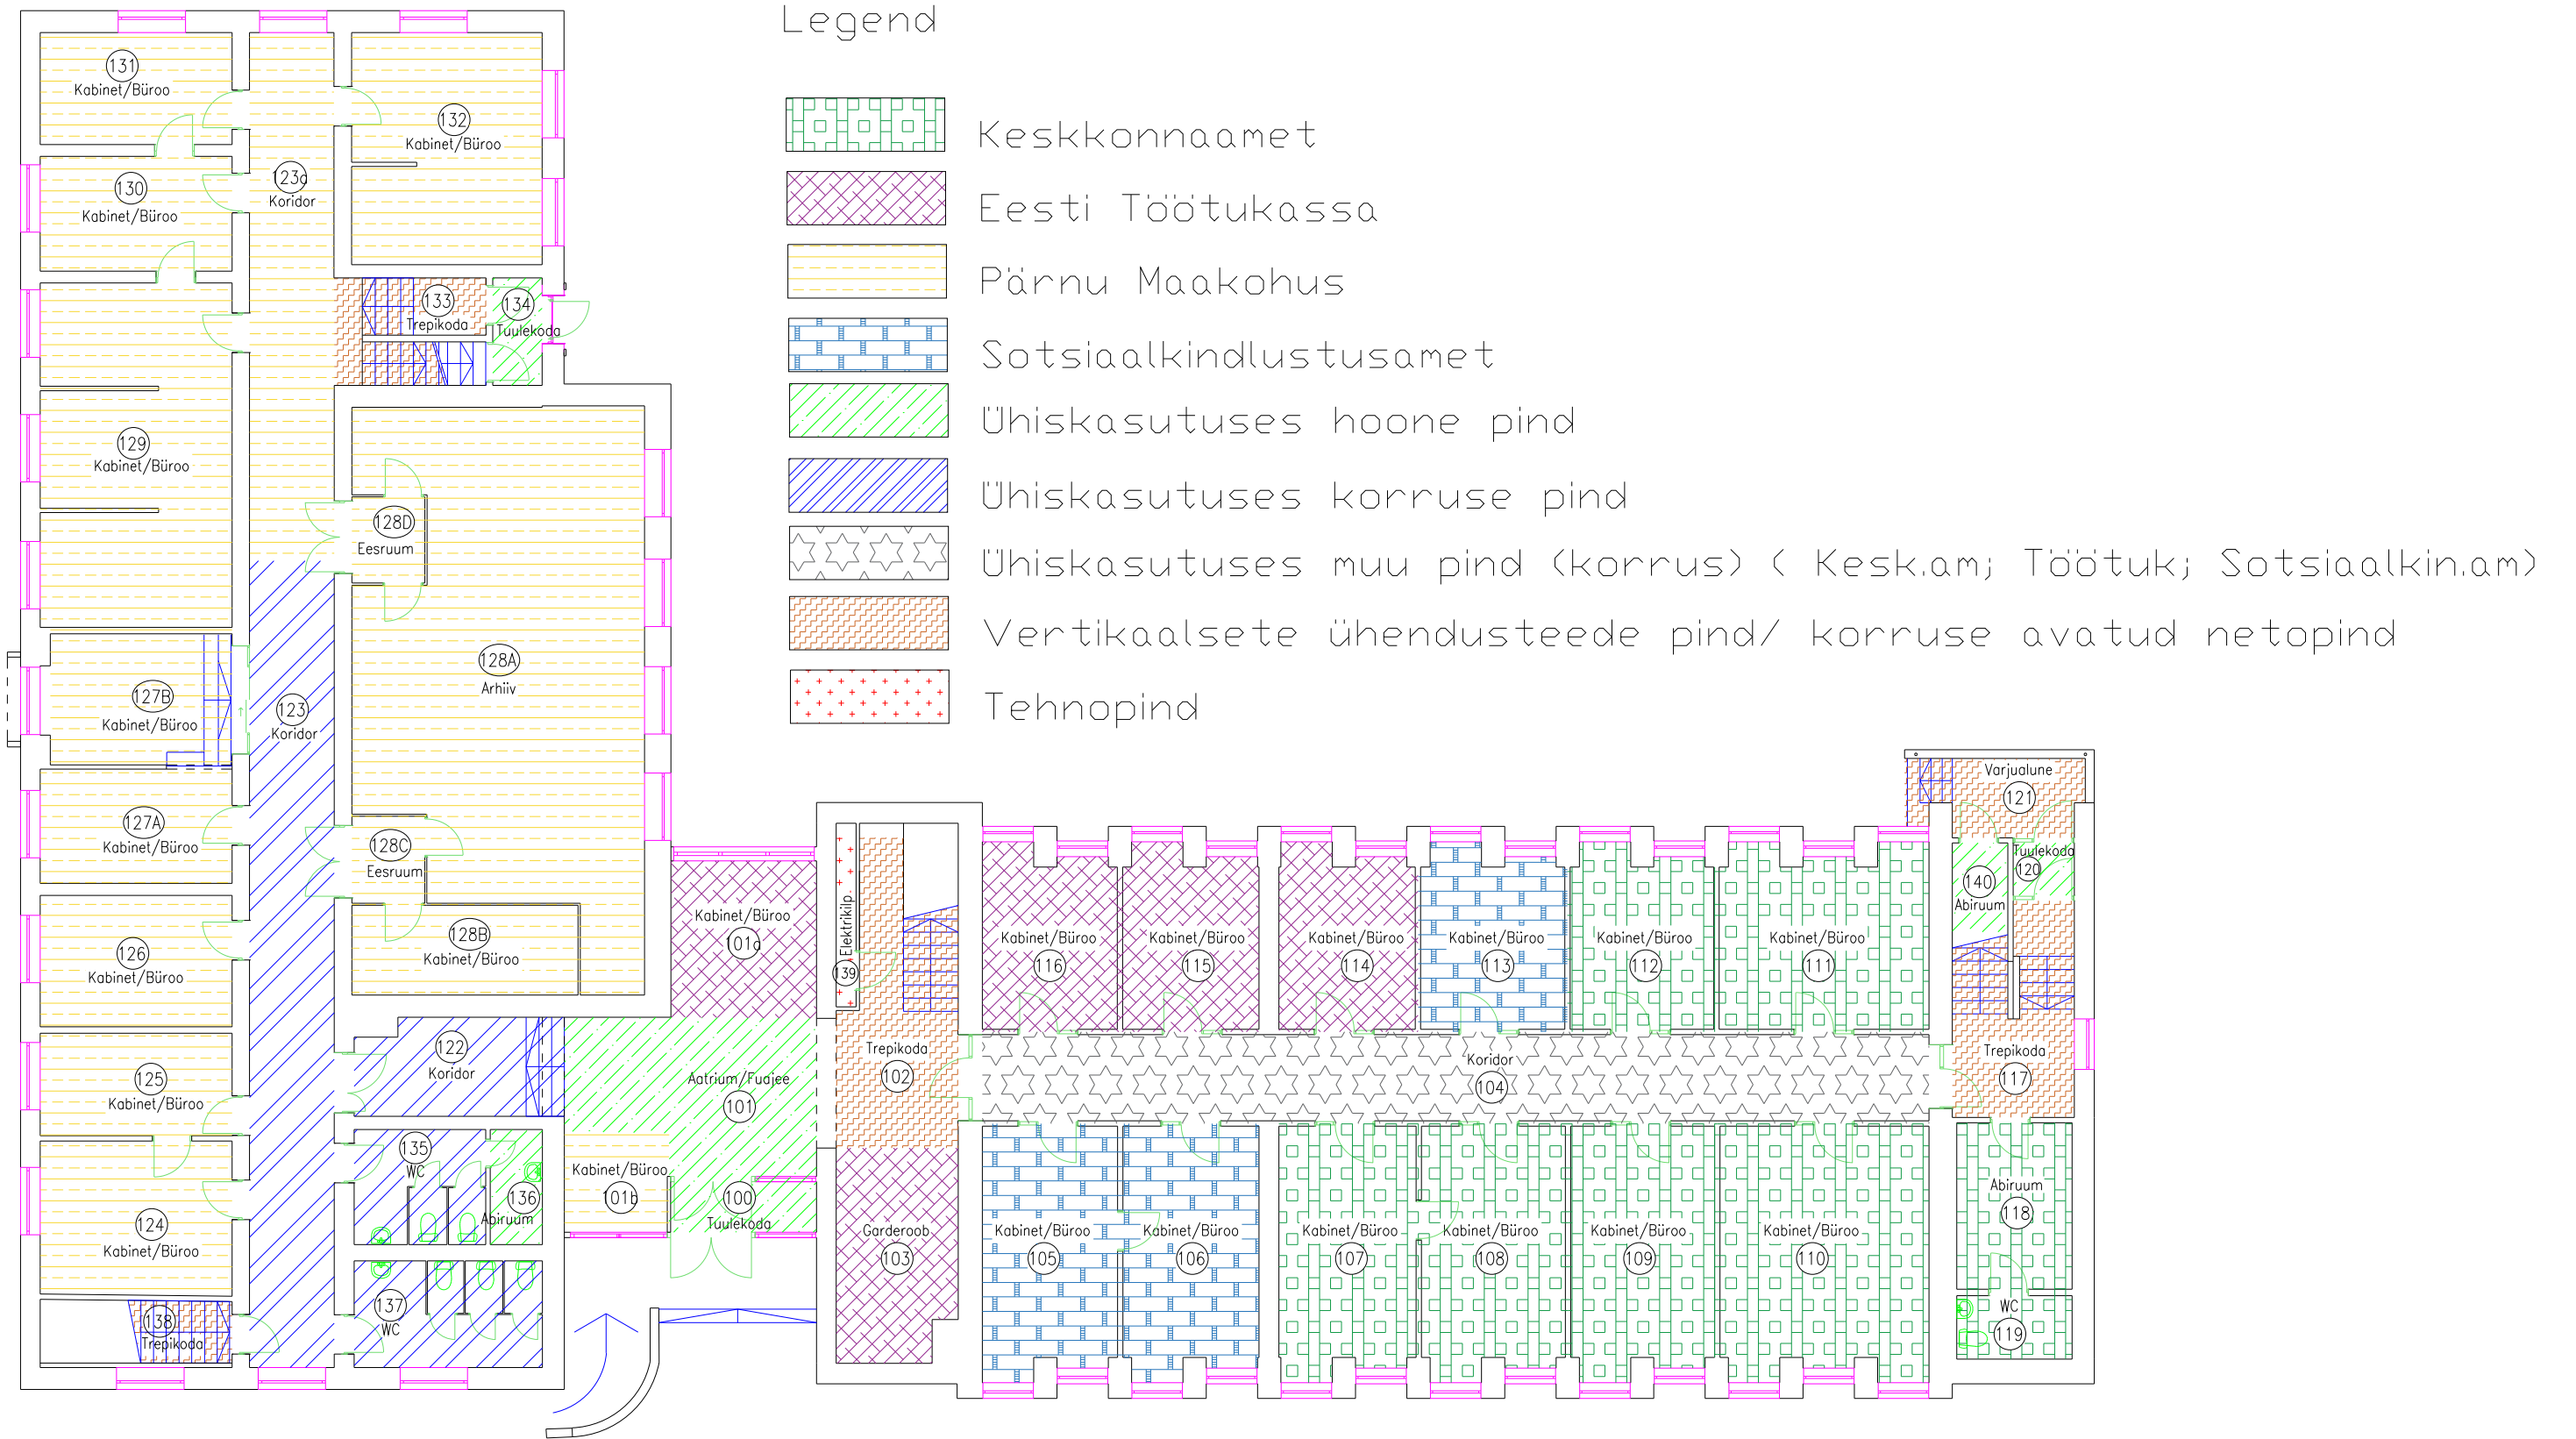 Legend
Keskkonnaamet
Eesti Töötukassa
Pärnu Maakohus
Sotsiaalkindlustusamet
Ühiskasutuses hoone pind
Ühiskasutuses korruse pind
Ühiskasutuses muu pind (korrus) ( Kesk.am; Töötuk; Sotsiaalkin.am)
Vertikaalsete ühendusteede pind/ korruse avatud netopind
Tehnopind
131
Kabinet/Büroo
132
Kabinet/Büroo
123a
Koridor
130
Kabinet/Büroo
133
Trepikoda
134
Tuulekoda
129
Kabinet/Büroo
128D
Eesruum
128A
Arhiiv
127B
Kabinet/Büroo
123
Koridor
127A
Kabinet/Büroo
128C
Eesruum
128B
Kabinet/Büroo
126
Kabinet/Büroo
122
Koridor
125
Kabinet/Büroo
135
WC
136
Abiruum
124
Kabinet/Büroo
137
WC
138
Trepikoda
Kabinet/Büroo
101a
Aatrium/Fuajee
101
Kabinet/Büroo
101b
100
Tuulekoda
Elektrikilp.
139
Trepikoda
102
Garderoob
103
Kabinet/Büroo
116
Kabinet/Büroo
115
Kabinet/Büroo
114
Kabinet/Büroo
113
Kabinet/Büroo
112
Kabinet/Büroo
111
Koridor
104
Kabinet/Büroo
105
Kabinet/Büroo
106
Kabinet/Büroo
107
Kabinet/Büroo
108
Kabinet/Büroo
109
Kabinet/Büroo
110
Varjualune
121
Tuulekoda
120
140
Abiruum
Trepikoda
117
Abiruum
118
WC
119